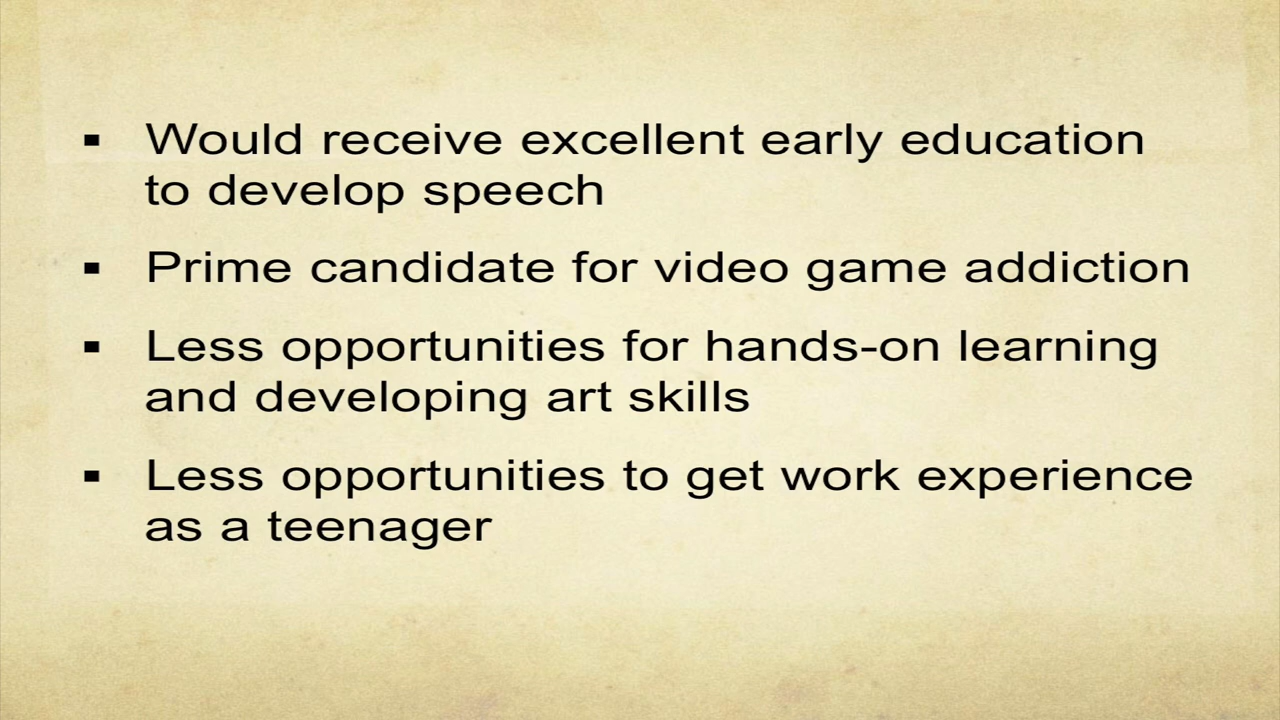 ▪ Would receive excellent early education
to develop speech
▪ Prime candidate for video game addiction
▪ Less opportunities for hands-on learning
and developing art skills
▪ Less opportunities to get work experience
as a teenager